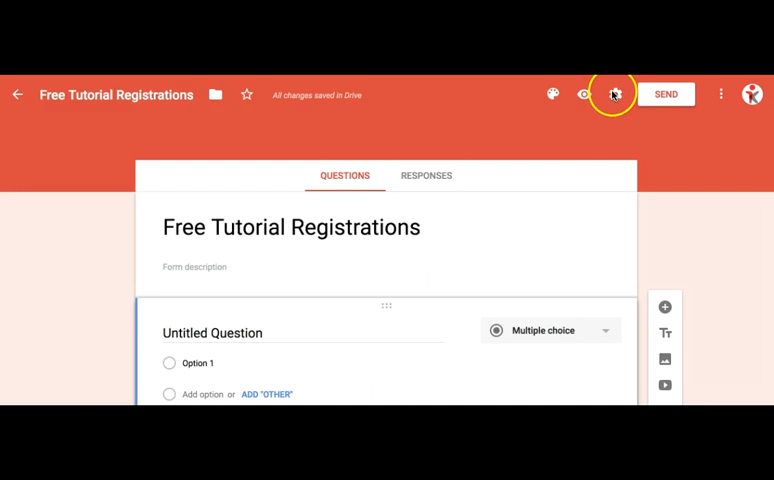 Free Tutorial Registrations
All changes saved in Drive
SEND
QUESTIONS
RESPONSES
Free Tutorial Registrations
Form description
Untitled Question
Multiple choice
Option 1
Add option or ADD "OTHER"
Tт